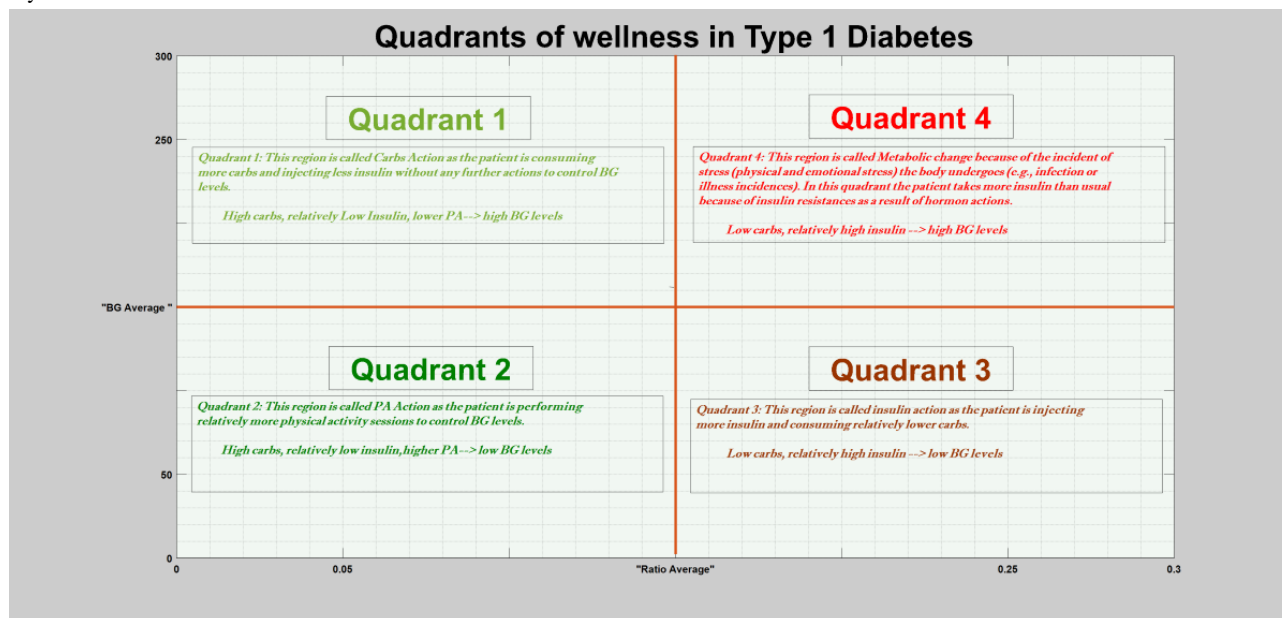 Quadrants of wellness in Type 1 Diabetes
300
Quadrant 1
Quadrant 4
250
Quadrant 1: This region is called Carbs Action as the patient is consuming
more carbs and injecting less insulin without any further actions to control BG
levels.
High carbs, relatively Low Insulin, lower PA--> high BG levels
Quadrant 4: This region is called Metabolic change because of the incident of
stress (physical and emotional stress) the body undergoes (e.g., infection or
illness incidences). In this quadrant the patient takes more insulin than usual
because of insulin resistances as a result of hormon actions.
Low carbs, relatively high insulin --> high BG levels
"BG Average "
Quadrant 2
Quadrant 3
Quadrant 2: This region is called PA Action as the patient is performing
relatively more physical activity sessions to control BG levels.
High carbs, relatively low insulin,higher PA--> low BG levels
Quadrant 3: This region is called insulin action as the patient is injecting
more insulin and consuming relatively lower carbs.
Low carbs, relatively high insulin --> low BG levels
50
0
0
0.05
"Ratio Average"
0.25
0.3